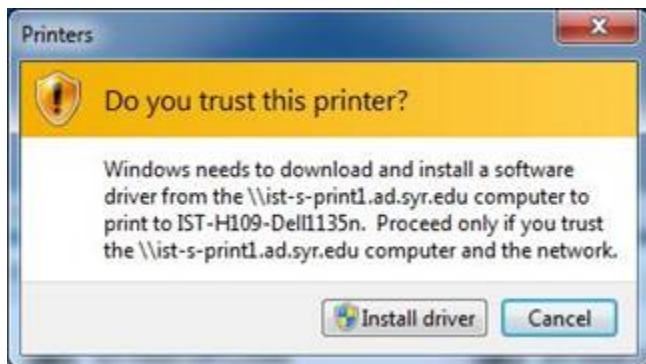 Printers
Do you trust this printer?
Windows needs to download and install a software
driver from the \\ist-s-print1.ad.syr.edu computer to
print to IST-H109-Dell1135n.  Proceed only if you trust
the \\ist-s-print1.ad.syr.edu computer and the network.
Install driver
Cancel